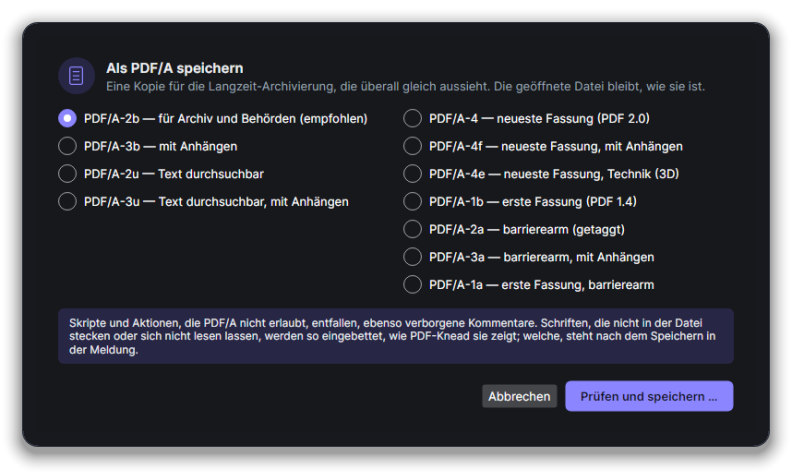 Als PDF/A speichern
Eine Kopie für die Langzeit-Archivierung, die überall gleich aussieht. Die geöffnete Datei bleibt, wie sie ist.
PDF/A-2b — für Archiv und Behörden (empfohlen)
PDF/A-3b — mit Anhängen
PDF/A-2u — Text durchsuchbar
PDF/A-3u — Text durchsuchbar, mit Anhängen
PDF/A-4 — neueste Fassung (PDF 2.0)
PDF/A-4f — neueste Fassung, mit Anhängen
PDF/A-4e — neueste Fassung, Technik (3D)
PDF/A-1b — erste Fassung (PDF 1.4)
PDF/A-2a — barrierearm (getaggt)
PDF/A-3a — barrierearm, mit Anhängen
PDF/A-1a — erste Fassung, barrierearm
Skripte und Aktionen, die PDF/A nicht erlaubt, entfallen, ebenso verborgene Kommentare. Schriften, die nicht in der Datei
stecken oder sich nicht lesen lassen, werden so eingebettet, wie PDF-Knead sie zeigt; welche, steht nach dem Speichern in
der Meldung.
Abbrechen
Prüfen und speichern ...